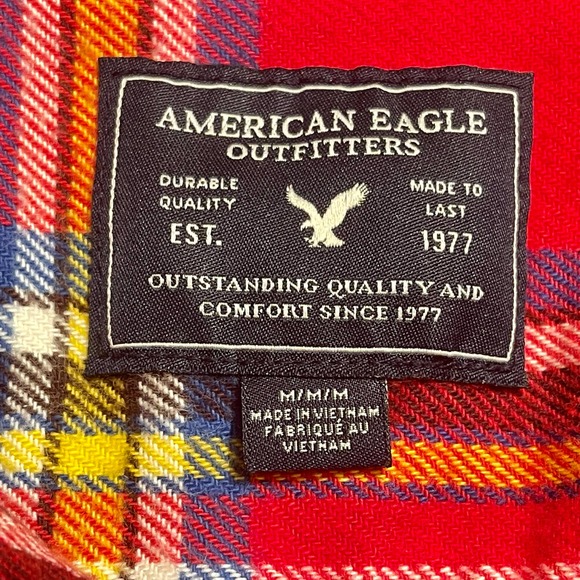 AMERICAN EAGLE
OUTFITTERS
DURABLE
QUALITY
EST.
MADE TO
LAST
1977
OUTSTANDING QUALITY AND
COMFORT SINCE 1977
M/M/M
MADE IN VIETNAM
FABRIQUÉ AU
VIETNAM